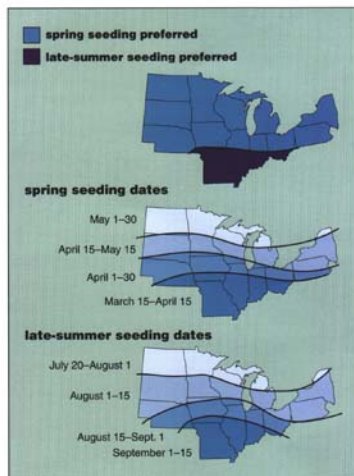 spring seeding preferred
late-summer seeding preferred
spring seeding dates
May 1–30
April 15–May 15
April 1–30
March 15–April 15
late-summer seeding dates
July 20–August 1
August 1–15
August 15–Sept. 1
September 1–15